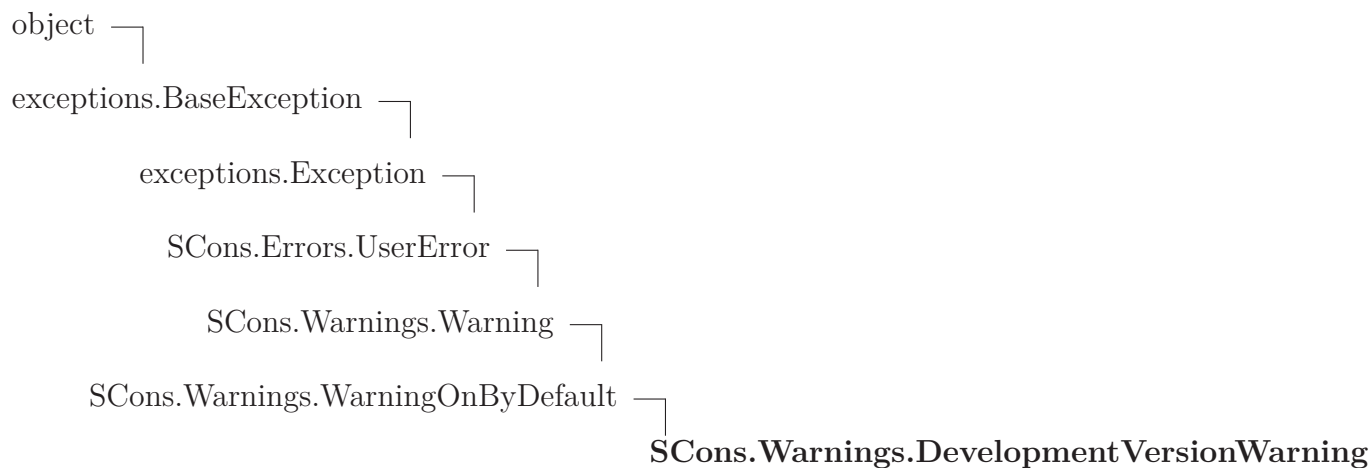 object
exceptions.BaseException
exceptions.Exception
SCons.Errors.UserError
SCons.Warnings.Warning
SCons.Warnings.WarningOnByDefault
SCons.Warnings.DevelopmentVersionWarning